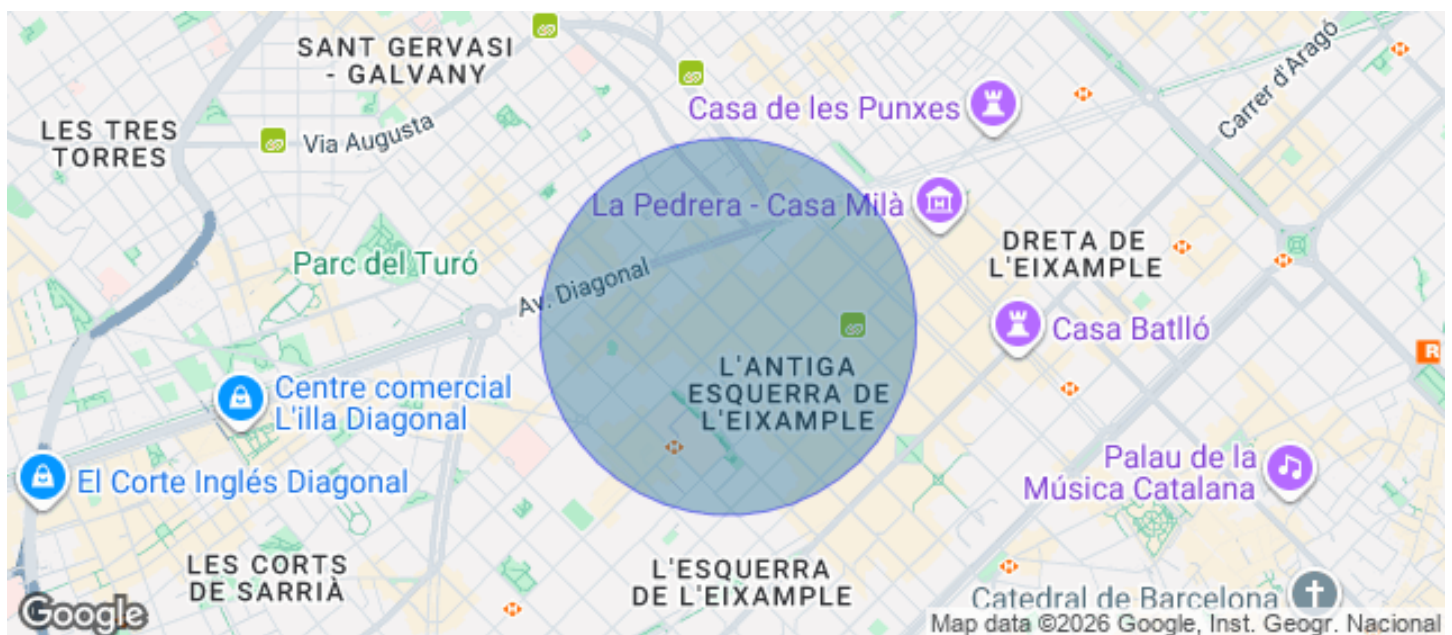 SANT GERVASI
- GALVANY
Casa de les Punxes
Carrer d'Aragó
LES TRES
TORRES
Via Augusta
La Pedrera - Casa Milà
DRETA DE
L'EIXAMPLE
Parc del Turó
Av. Diagonal
Casa Batlló
L'ANTIGA
ESQUERRA DE
L'EIXAMPLE
Centre comercial
L'illa Diagonal
R
El Corte Inglés Diagonal
Palau de la
Música Catalana
LES CORTS
DE SARRIÀ
L'ESQUERRA
DE L'EIXAMPLE
Catedral de Barcelona
Google
Map data ©2026 Google, Inst. Geogr. Nacional